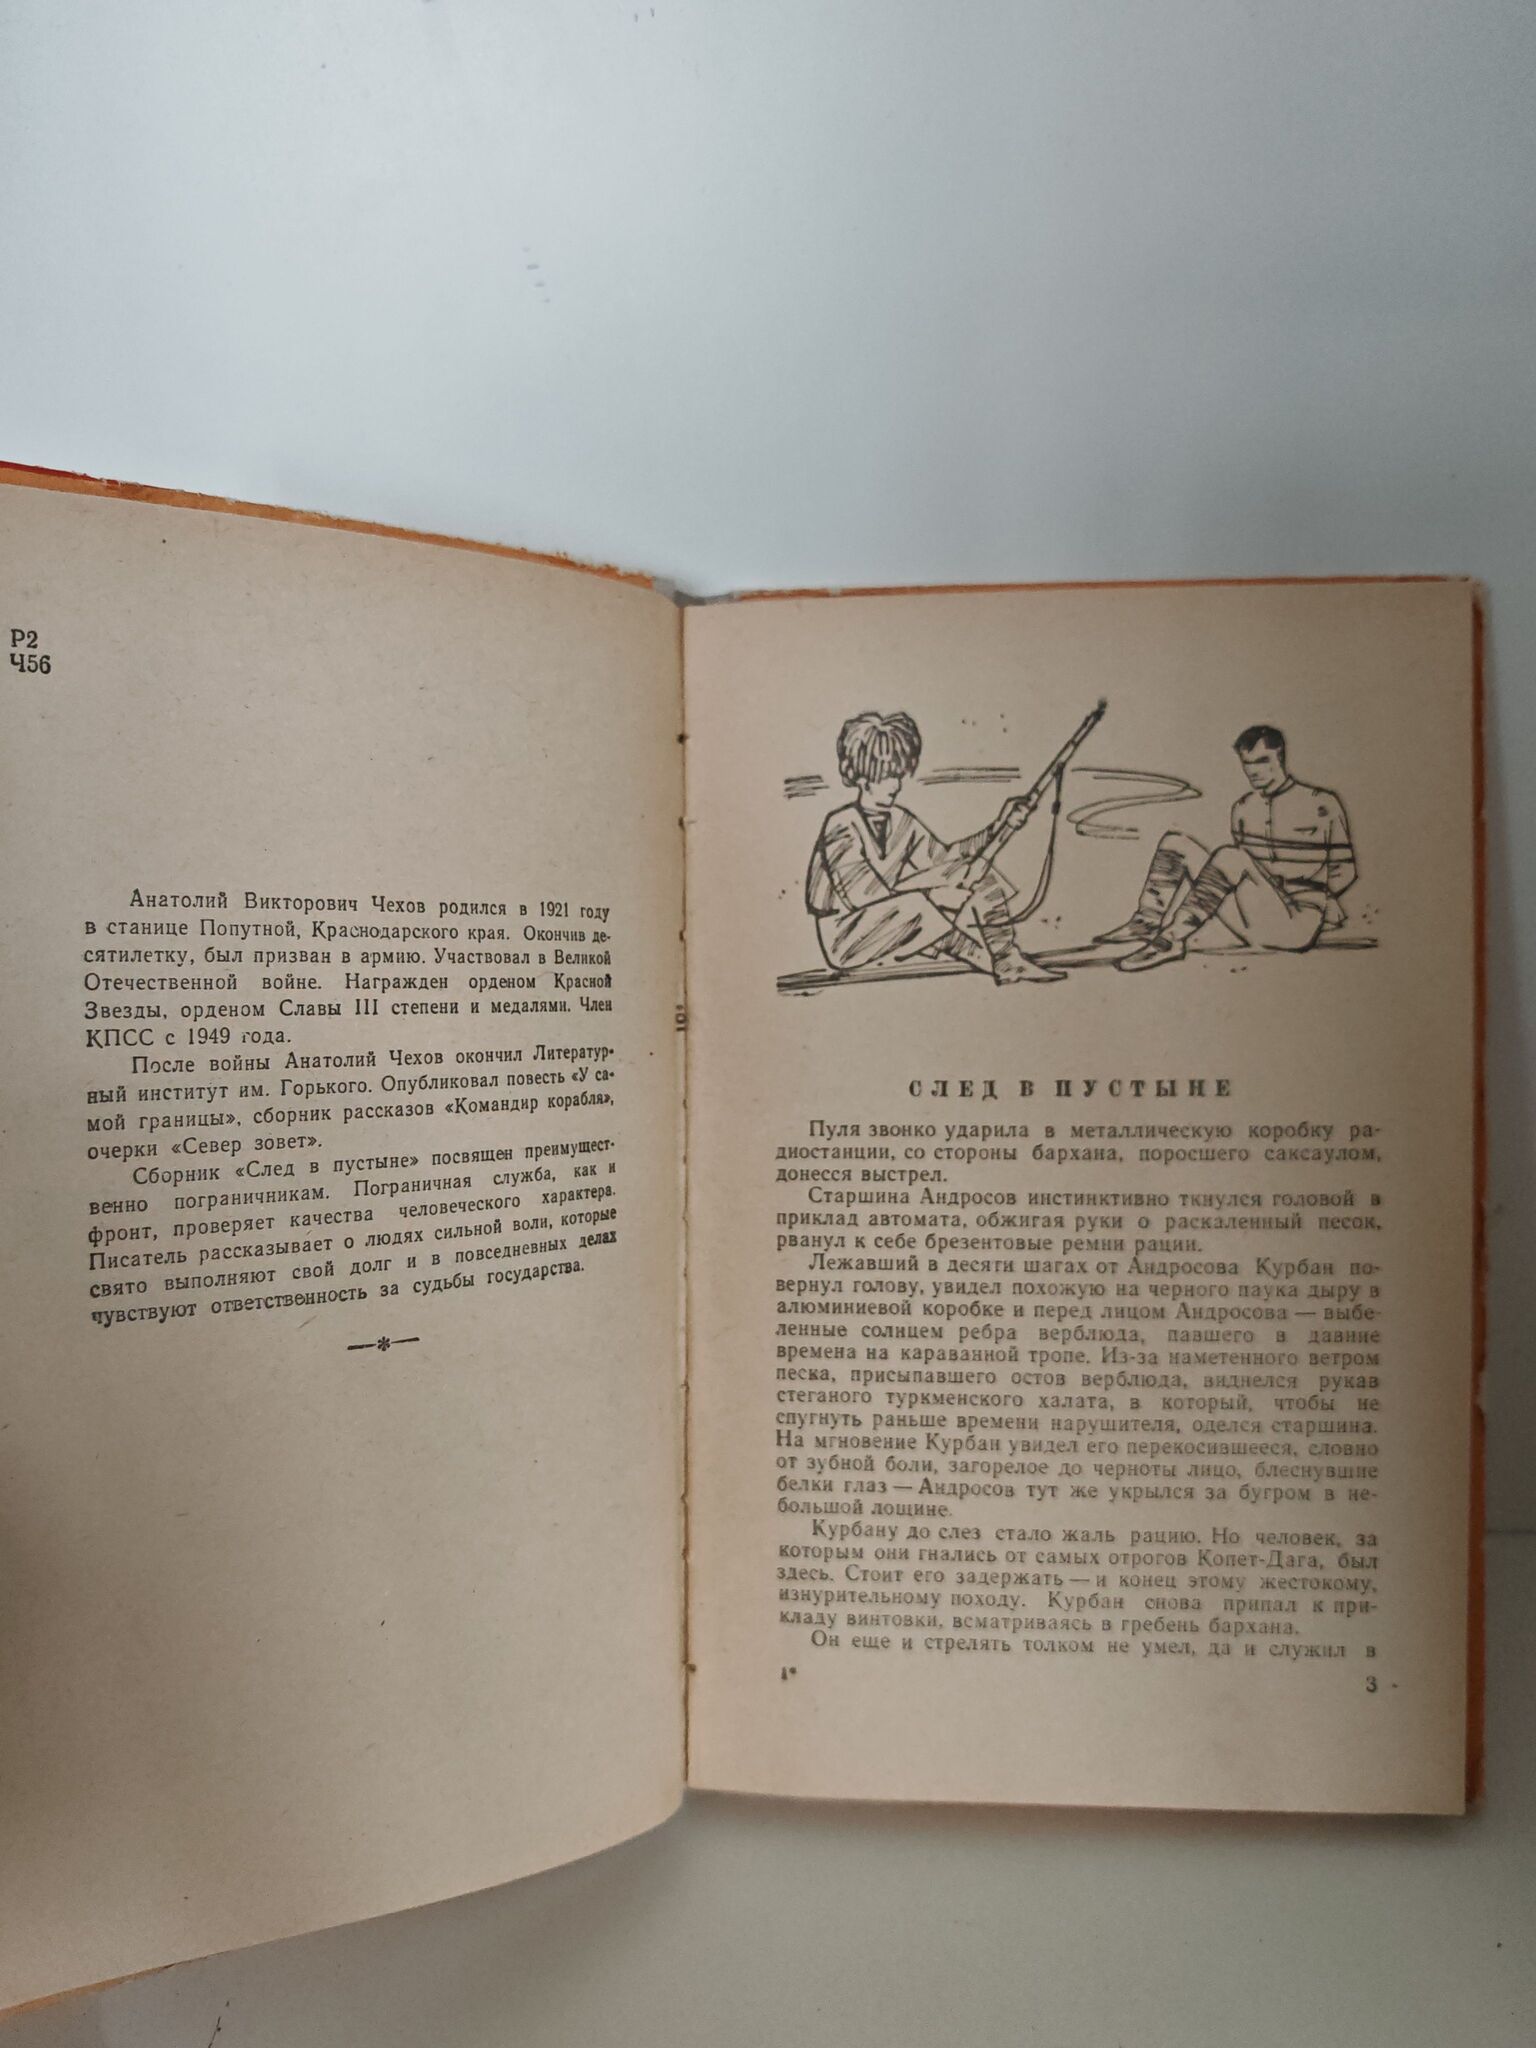 Р2
Ч56
Анатолий Викторович Чехов родился в 1921 году
в станице Попутной, Краснодарского края. Окончив де-
сятилетку, был призван в армию. Участвовал в Великой
Отечественной войне. Награжден орденом Красной
Звезды, орденом Славы III степени и медалями. Член
КПСС с 1949 года.
После войны Анатолий Чехов окончил Литератур-
ный институт им. Горького. Опубликовал повесть «У са-
мой границы», сборник рассказов «Командир корабля»,
очерки «Север зовет».
Сборник «След в пустыне» посвящен преимущест-
венно пограничникам. Пограничная служба, как и
фронт, проверяет качества человеческого характера.
Писатель рассказывает о людях сильной воли, которые
свято выполняют свой долг и в повседневных делах
чувствуют ответственность за судьбы государства.
—*—
СЛЕД В ПУСТЫНЕ
Пуля звонко ударила в металлическую коробку ра-
диостанции, со стороны бархана, поросшего саксаулом,
донесся выстрел.
Старшина Андросов инстинктивно ткнулся головой в
приклад автомата, обжигая руки о раскаленный песок,
рванул к себе брезентовые ремни рации.
Лежавший в десяти шагах от Андросова Курбан по-
вернул голову, увидел похожую на черного паука дыру в
алюминиевой коробке и перед лицом Андросова — выбе-
ленные солнцем ребра верблюда, павшего в давние
времена на караванной тропе. Из-за наметенного ветром
песка, присыпавшего остов верблюда, виднелся рукав
стеганого туркменского халата, в который, чтобы не
спугнуть раньше времени нарушителя, оделся старшина.
На мгновение Курбан увидел его перекосившееся, словно
от зубной боли, загорелое до черноты лицо, блеснувшие
белки глаз — Андросов тут же укрылся за бугром в не-
большой лощине.
Курбану до слез стало жаль рацию. Но человек, за
которым они гнались от самых отрогов Копет-Дага, был
здесь. Стоит его задержать — и конец этому жестокому,
изнурительному походу. Курбан снова припал к при-
кладу винтовки, всматриваясь в гребень бархана.
Он еще и стрелять толком не умел, да и служил в
1*
3